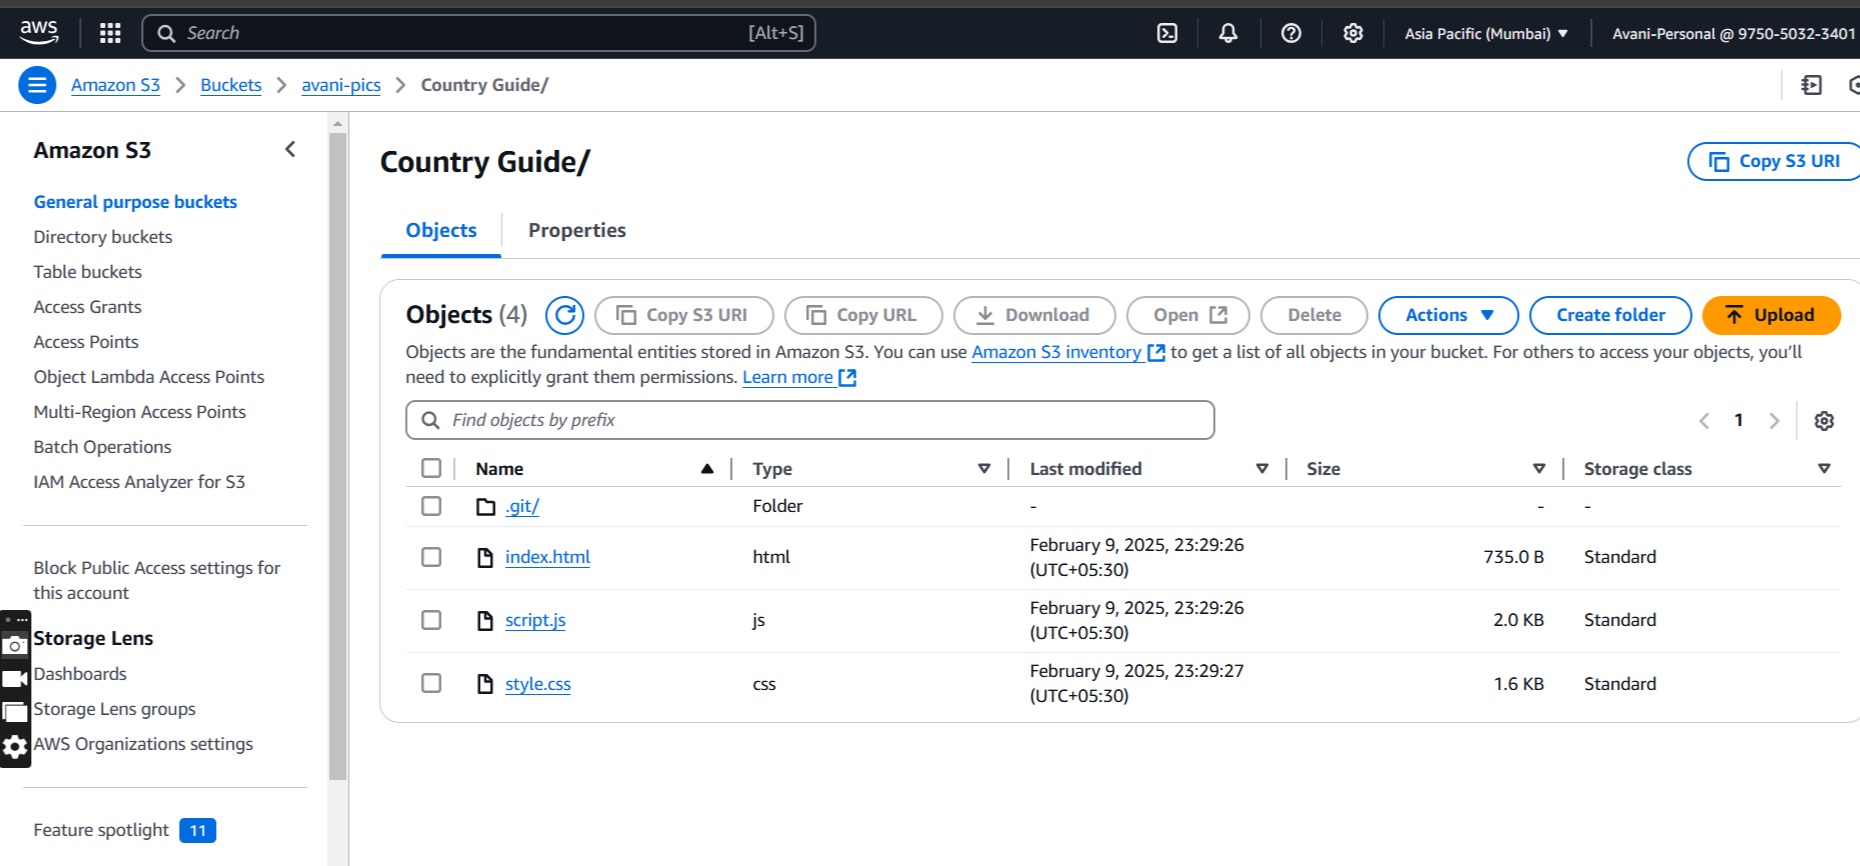 aws
Search [Alt+S]
Asia Pacific (Mumbai)
Avani-Personal @ 9750-5032-3401
Amazon S3
Buckets
avani-pics
Country Guide/
Amazon S3
General purpose buckets
Directory buckets
Table buckets
Access Grants
Access Points
Object Lambda Access Points
Multi-Region Access Points
Batch Operations
IAM Access Analyzer for S3
Block Public Access settings for
this account
Storage Lens
Dashboards
Storage Lens groups
AWS Organizations settings
Feature spotlight 11
Country Guide/
Copy S3 URI
Objects Properties
Objects (4) Copy S3 URI Copy URL Download Open Delete Actions Create folder Upload
Objects are the fundamental entities stored in Amazon S3. You can use Amazon S3 inventory to get a list of all objects in your bucket. For others to access your objects, you'll
need to explicitly grant them permissions. Learn more
Find objects by prefix
1
Name Type Last modified Size Storage class
.git/ Folder - - -
index.html html February 9, 2025, 23:29:26 (UTC+05:30) 735.0 B Standard
script.js js February 9, 2025, 23:29:26 (UTC+05:30) 2.0 KB Standard
style.css css February 9, 2025, 23:29:27 (UTC+05:30) 1.6 KB Standard